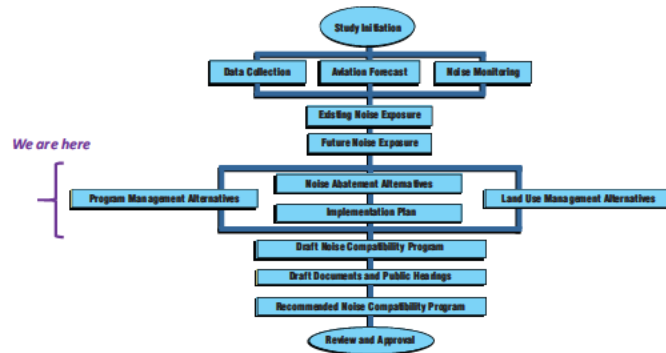 Study Initiation
Data Collection
Aviation Forecast
Noise Monitoring
Existing Noise Exposure
Future Noise Exposure
We are here
Noise Abatement Alternatives
Program Management Alternatives
Land Use Management Alternatives
Implementation Plan
Draft Noise Compatibility Program
Draft Documents and Public Hearings
Recommended Noise Compatibility Program
Review and Approval